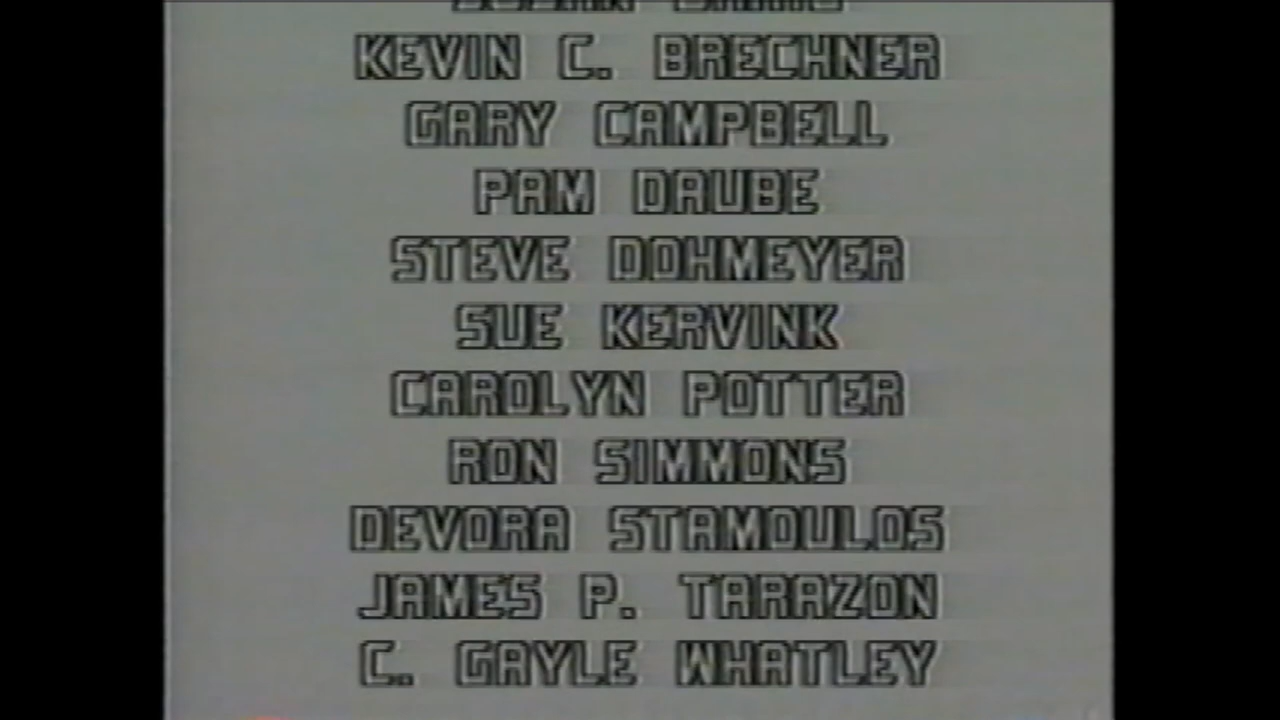 KEVIN C. BRECHNER
GARY CAMPBELL
PAM DAUBE
STEVE DOHMEYER
SUE KERVINK
CAROLYN POTTER
RON SIMMONS
DEVORA STAMOULOS
JAMES P. TARAZON
C. GAYLE WHATLEY